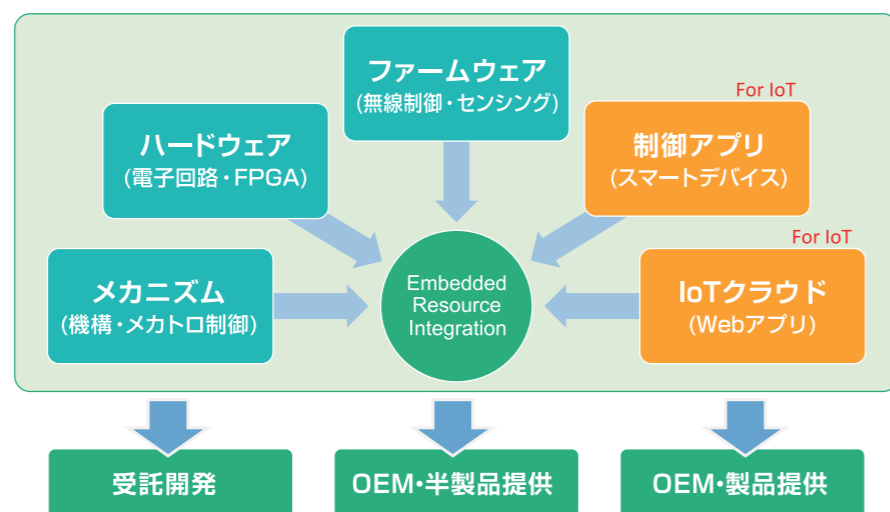 ファームウェア
(無線制御・センシング)
For IoT
ハードウェア
(電子回路・FPGA)
制御アプリ
(スマートデバイス)
For IoT
メカニズム
(機構・メカトロ制御)
Embedded
Resource
Integration
IoTクラウド
(Webアプリ)
受託開発
OEM・半製品提供
OEM・製品提供